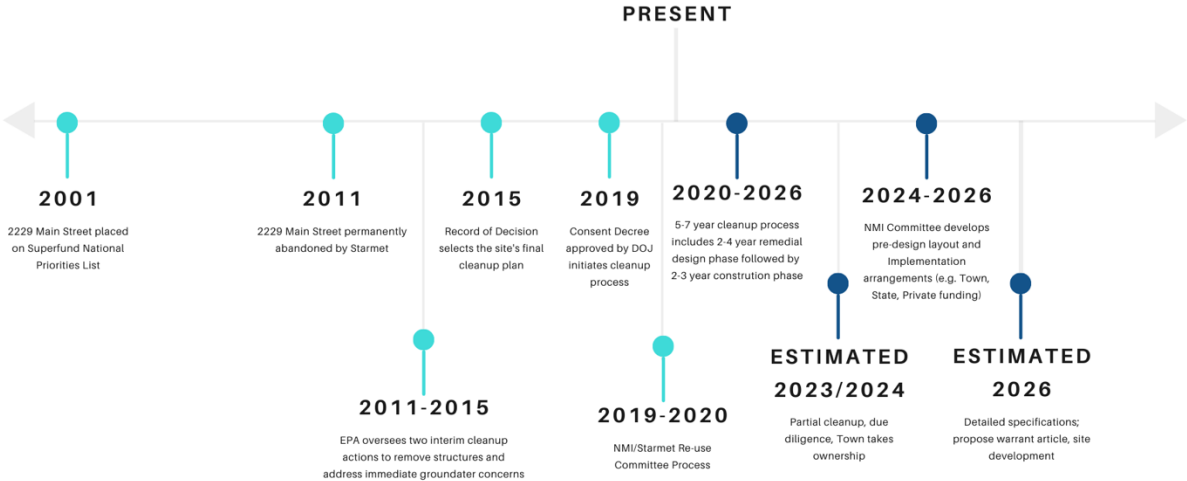 PRESENT
2001
2229 Main Street placed
on Superfund National
Priorities List
2011
2229 Main Street permanently
abandoned by Starmet
2015
Record of Decision
selects the site's final
cleanup plan
2019
Consent Decree
approved by DOJ
initiates cleanup
process
2020-2026
5-7 year cleanup process
includes 2-4 year remedial
design phase followed by
2-3 year constrution phase
2024-2026
NMI Committee develops
pre-design layout and
Implementation
arrangements (e.g. Town,
State, Private funding)
2011-2015
EPA oversees two interim cleanup
actions to remove structures and
address immediate groundater concerns
2019-2020
NMI/Starmet Re-use
Committee Process
ESTIMATED
2023/2024
Partial cleanup, due
diligence, Town takes
ownership
ESTIMATED
2026
Detailed specifications;
propose warrant article, site
development